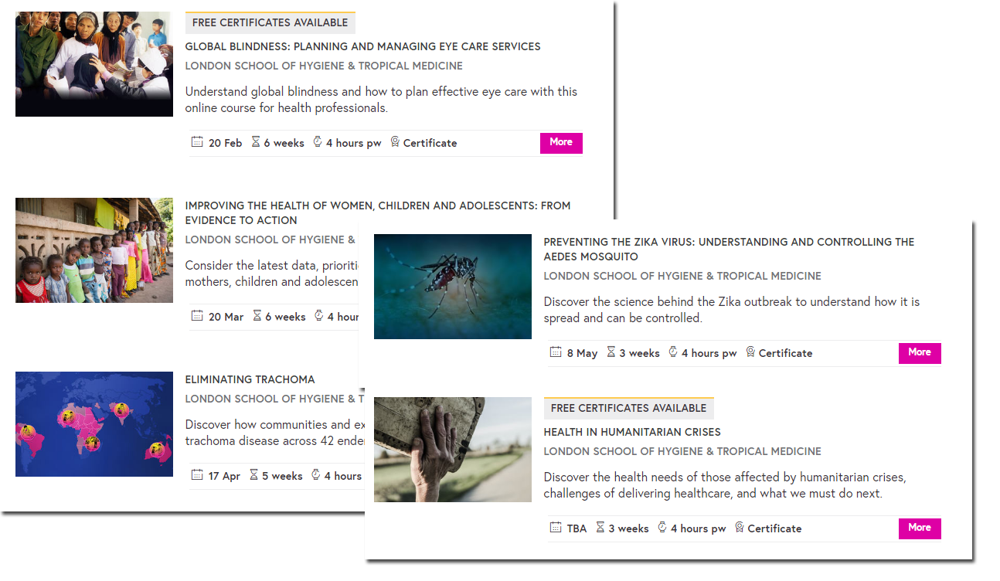 FREE CERTIFICATES AVAILABLE
GLOBAL BLINDNESS: PLANNING AND MANAGING EYE CARE SERVICES
LONDON SCHOOL OF HYGIENE & TROPICAL MEDICINE
Understand global blindness and how to plan effective eye care with this
online course for health professionals.
20 Feb 6 weeks 4 hours pw Certificate More
IMPROVING THE HEALTH OF WOMEN, CHILDREN AND ADOLESCENTS: FROM
EVIDENCE TO ACTION
LONDON SCHOOL OF HYGIENE &
Consider the latest data, prioriti
mothers, children and adolescen
20 Mar 6 weeks 4 hour
ELIMINATING TRACHOMA
LONDON SCHOOL OF HYGIENE & T
Discover how communities and ex
trachoma disease across 42 ende
17 Apr 5 weeks 4 hours
PREVENTING THE ZIKA VIRUS: UNDERSTANDING AND CONTROLLING THE
AEDES MOSQUITO
LONDON SCHOOL OF HYGIENE & TROPICAL MEDICINE
Discover the science behind the Zika outbreak to understand how it is
spread and can be controlled.
8 May 3 weeks 4 hours pw Certificate More
FREE CERTIFICATES AVAILABLE
HEALTH IN HUMANITARIAN CRISES
LONDON SCHOOL OF HYGIENE & TROPICAL MEDICINE
Discover the health needs of those affected by humanitarian crises,
challenges of delivering healthcare, and what we must do next.
TBA 3 weeks 4 hours pw Certificate More